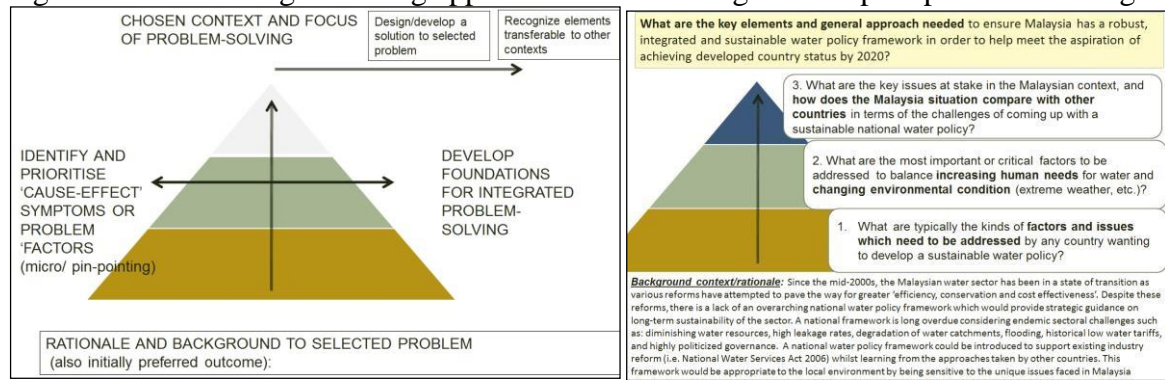 CHOSEN CONTEXT AND FOCUS
OF PROBLEM-SOLVING
Design/develop a
solution to selected
problem
Recognize elements
transferable to other
contexts
IDENTIFY AND
PRIORITISE
‘CAUSE-EFFECT’
SYMPTOMS OR
PROBLEM
‘FACTORS
(micro/ pin-pointing)
DEVELOP
FOUNDATIONS
FOR INTEGRATED
PROBLEM-
SOLVING
RATIONALE AND BACKGROUND TO SELECTED PROBLEM
(also initially preferred outcome):
What are the key elements and general approach needed to ensure Malaysia has a robust,
integrated and sustainable water policy framework in order to help meet the aspiration of
achieving developed country status by 2020?
3. What are the key issues at stake in the Malaysian context, and
how does the Malaysia situation compare with other
countries in terms of the challenges of coming up with a
sustainable national water policy?
2. What are the most important or critical factors to be
addressed to balance increasing human needs for water and
changing environmental condition (extreme weather, etc.)?
1. What are typically the kinds of factors and issues
which need to be addressed by any country wanting
to develop a sustainable water policy?
Background context/rationale: Since the mid-2000s, the Malaysian water sector has been in a state of transition as
various reforms have attempted to pave the way for greater ‘efficiency, conservation and cost effectiveness’. Despite these
reforms, there is a lack of an overarching national water policy framework which would provide strategic guidance on
long-term sustainability of the sector. A national framework is long overdue considering endemic sectoral challenges such
as: diminishing water resources, high leakage rates, degradation of water catchments, flooding, historical low water tariffs,
and highly politicized governance. A national water policy framework could be introduced to support existing industry
reform (i.e. National Water Services Act 2006) whilst learning from the approaches taken by other countries. This
framework would be appropriate to the local environment by being sensitive to the unique issues faced in Malaysia